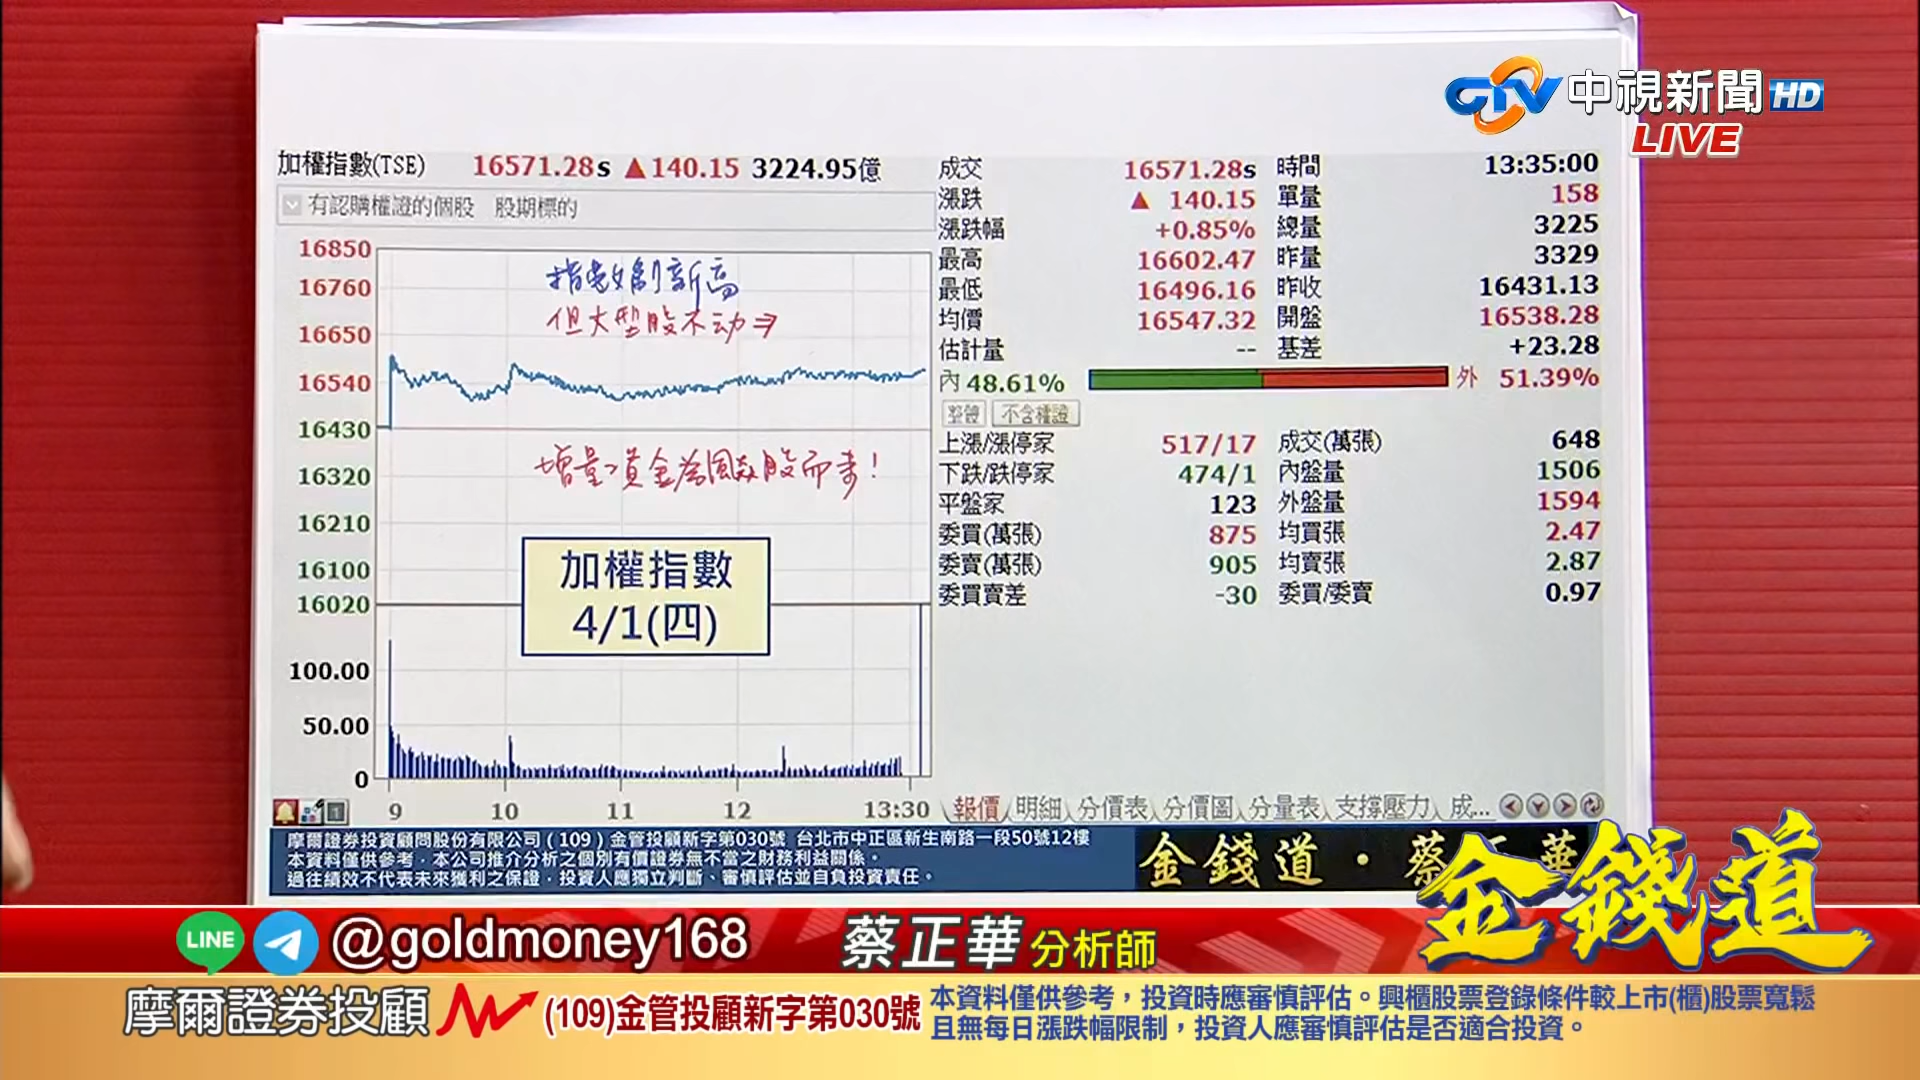 CTV 中視新聞 HD
LIVE
加權指數(TSE) 16571.28s ▲140.15 3224.95億
有認購權證的個股 股期標的
16850
16760
16650
16540
16430
16320
16210
16100
16020
100.00
50.00
0
9 10 11 12 13:30
指數創新高
但大型股不动⇒
增量資金為風
股而
!
加權指數
4/1(四)
成交 16571.28s 時間 13:35:00
漲跌 ▲ 140.15 單量 158
漲跌幅 +0.85% 總量 3225
最高 16602.47 昨量 3329
最低 16496.16 昨收 16431.13
均價 16547.32 開盤 16538.28
估計量 -- 基差 +23.28
內 48.61% 外 51.39%
整體 不含權證
上漲/漲停家 517/17 成交(萬張) 648
下跌/跌停家 474/1 內盤量 1506
平盤家 123 外盤量 1594
委買(萬張) 875 均買張 2.47
委賣(萬張) 905 均賣張 2.87
委買賣差 -30 委買/委賣 0.97
報價 明細 分價表 分價圖 分量表 支撐壓力 成...
摩爾證券投資顧問股份有限公司(109)金管投顧新字第030號 台北市中正區新生南路一段50號12樓
本資料僅供參考．本公司推介分析之個別有價證券無不當之財務利益關係。
過往績效不代表未來獲利之保證．投資人應獨立判斷、審慎評估並自負投資責任。
金錢道・蔡正華
金錢道
LINE @goldmoney168 蔡正華 分析師
摩爾證券投顧 (109)金管投顧新字第030號
本資料僅供參考，投資時應審慎評估。興櫃股票登錄條件較上市(櫃)股票寬鬆
且無每日漲跌幅限制，投資人應審慎評估是否適合投資。